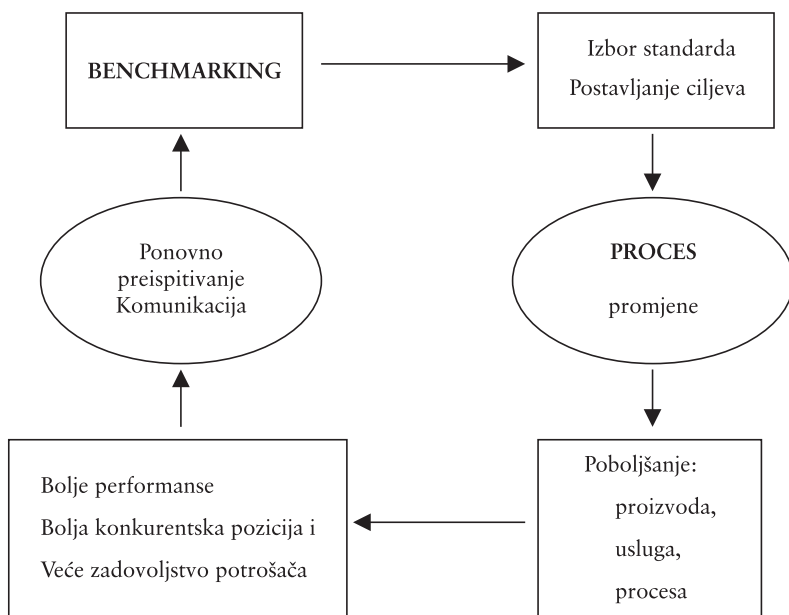 BENCHMARKING
Izbor standarda
Postavljanje ciljeva
PROCES
promjene
Poboljšanje:
proizvoda,
usluga,
procesa
Bolje performanse
Bolja konkurentska pozicija i
Veće zadovoljstvo potrošača
Ponovno
preispitivanje
Komunikacija